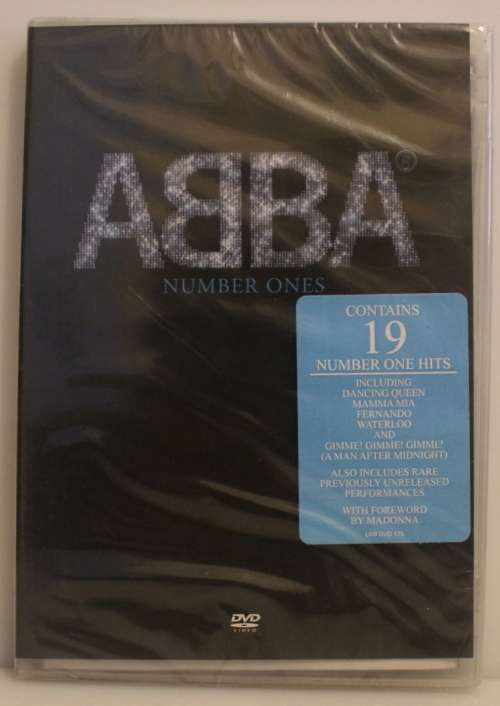 ABBA®
NUMBER ONES
CONTAINS
19
NUMBER ONE HITS
INCLUDING
DANCING QUEEN
MAMMA MIA
FERNANDO
WATERLOO
AND
GIMME! GIMME! GIMME!
(A MAN AFTER MIDNIGHT)
ALSO INCLUDES RARE
PREVIOUSLY UNRELEASED
PERFORMANCES
WITH FOREWORD
BY MADONNA
DVD
VIDEO